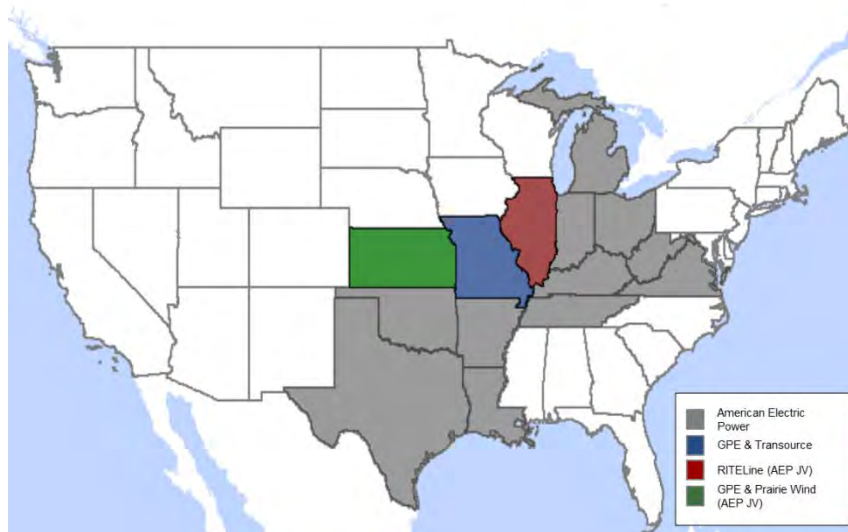 American Electric
Power
GPE & Transource
RITELine (AEP JV)
GPE & Prairie Wind
(AEP JV)